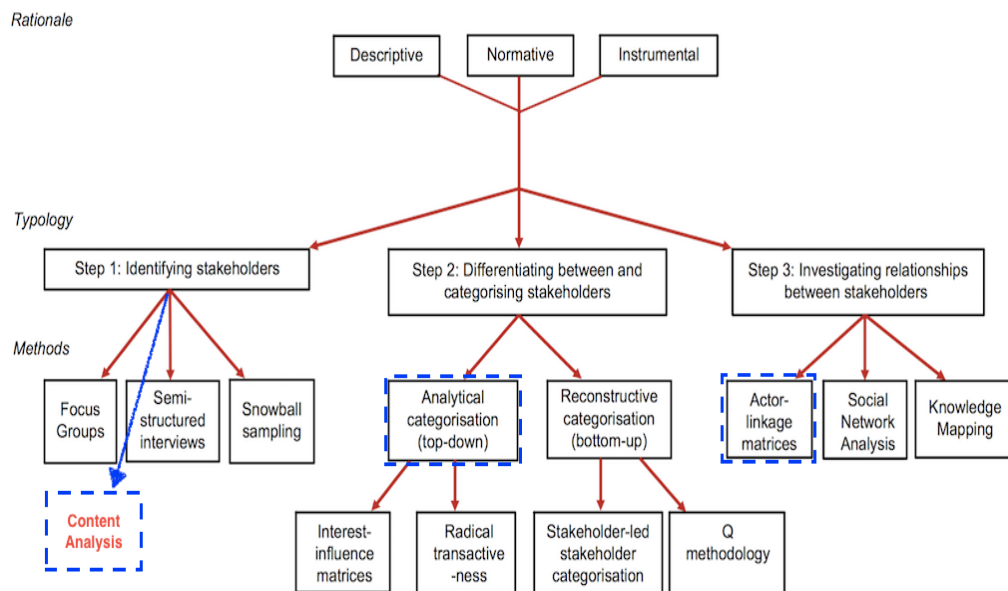 Rationale
Descriptive
Normative
Instrumental
Typology
Step 1: Identifying stakeholders
Step 2: Differentiating between and
categorising stakeholders
Step 3: Investigating relationships
between stakeholders
Methods
Focus
Groups
Semi-
structured
interviews
Snowball
sampling
Analytical
categorisation
(top-down)
Reconstructive
categorisation
(bottom-up)
Actor-
linkage
matrices
Social
Network
Analysis
Knowledge
Mapping
Content
Analysis
Interest-
influence
matrices
Radical
transactive
-ness
Stakeholder-led
stakeholder
categorisation
Q
methodology